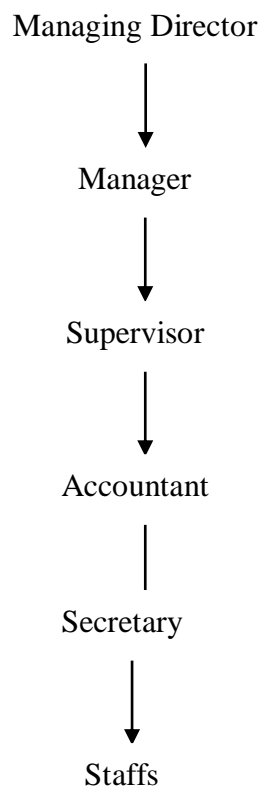 Managing Director
Manager
Supervisor
Accountant
Secretary
Staffs